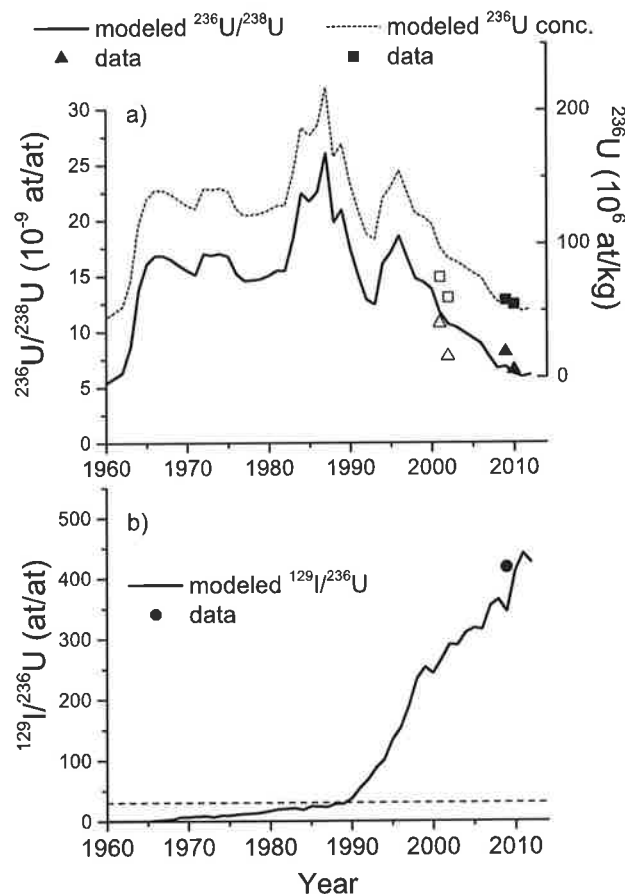 modeled ²³⁶U/²³⁸U modeled ²³⁶U conc.
data data
a)
30
25
20
15
10
5
0
²³⁶U/²³⁸U (10⁻⁹ at/at)
200
100
0
²³⁶U (10⁶ at/kg)
1960 1970 1980 1990 2000 2010
b)
modeled ¹²⁹I/²³⁶U
data
500
400
300
200
100
0
¹²⁹I/²³⁶U (at/at)
1960 1970 1980 1990 2000 2010
Year